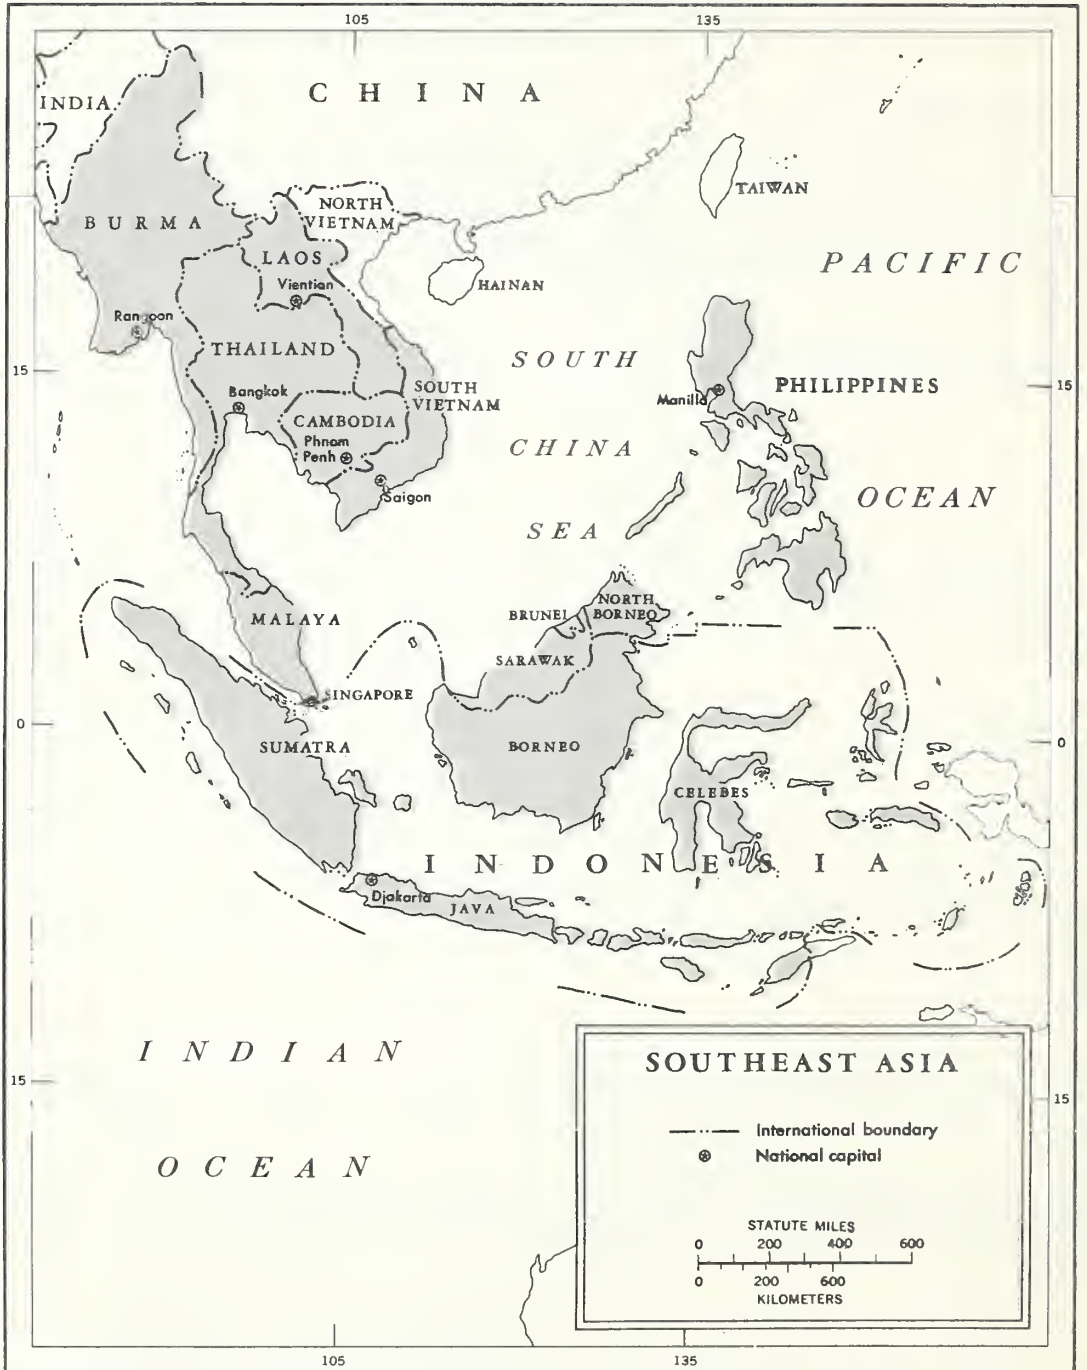 105 135
CHINA
INDIA
TAIWAN
NORTH
VIETNAM
BURMA
LAOS
PACIFIC
HAINAN
Vientian
Rangoon
THAILAND
SOUTH
15
15
SOUTH
VIETNAM
PHILIPPINES
Bangkok
Manilla
CAMBODIA
CHINA
Phnom
Penh
OCEAN
Saigon
SEA
NORTH
BORNEO
BRUNEI
MALAYA
SARAWAK
SINGAPORE
0
0
SUMATRA
BORNEO
CELEBES
INDONESIA
Djakarta
JAVA
INDIAN
15
15
OCEAN
SOUTHEAST ASIA
International boundary
National capital
STATUTE MILES
0 200 400 600
0 200 600
KILOMETERS
105 135